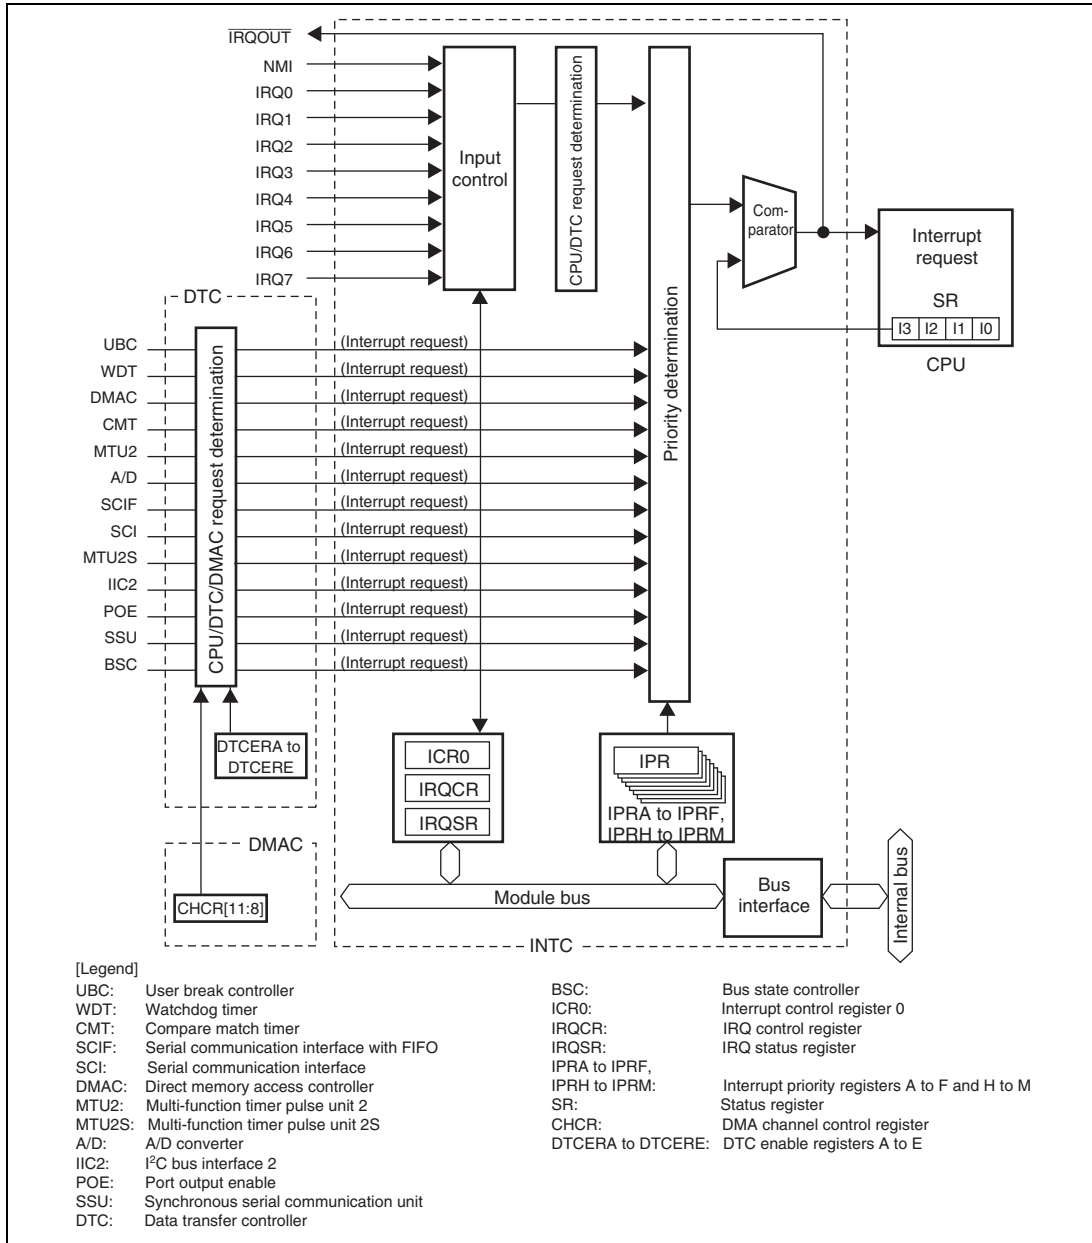 IRQOUT
NMI
IRQ0
IRQ1
IRQ2
IRQ3
IRQ4
IRQ5
IRQ6
IRQ7
Input
control
CPU/DTC request determination
Priority determination
Com-
parator
Interrupt
request
SR
I3 I2 I1 I0
CPU
DTC
UBC
WDT
DMAC
CMT
MTU2
A/D
SCIF
SCI
MTU2S
IIC2
POE
SSU
BSC
CPU/DTC/DMAC request determination
(Interrupt request)
(Interrupt request)
(Interrupt request)
(Interrupt request)
(Interrupt request)
(Interrupt request)
(Interrupt request)
(Interrupt request)
(Interrupt request)
(Interrupt request)
(Interrupt request)
(Interrupt request)
(Interrupt request)
DTCERA to
DTCERE
ICR0
IRQCR
IRQSR
IPR
IPRA to IPRF,
IPRH to IPRM
DMAC
CHCR[11:8]
Module bus
Bus
interface
Internal bus
INTC
[Legend]
UBC: User break controller
WDT: Watchdog timer
CMT: Compare match timer
SCIF: Serial communication interface with FIFO
SCI: Serial communication interface
DMAC: Direct memory access controller
MTU2: Multi-function timer pulse unit 2
MTU2S: Multi-function timer pulse unit 2S
A/D: A/D converter
IIC2: I²C bus interface 2
POE: Port output enable
SSU: Synchronous serial communication unit
DTC: Data transfer controller
BSC: Bus state controller
ICR0: Interrupt control register 0
IRQCR: IRQ control register
IRQSR: IRQ status register
IPRA to IPRF,
IPRH to IPRM: Interrupt priority registers A to F and H to M
SR: Status register
CHCR: DMA channel control register
DTCERA to DTCERE: DTC enable registers A to E